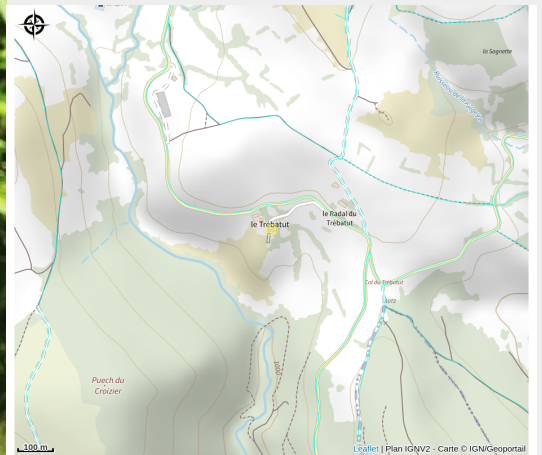 la Sagnette
le Radal du
Trébatut
le Trébatut
Col du Trébatut
1072
1000
Puech du
Croizier
100 m
Leaflet | Plan IGNV2 - Carte © IGN/Geoportail